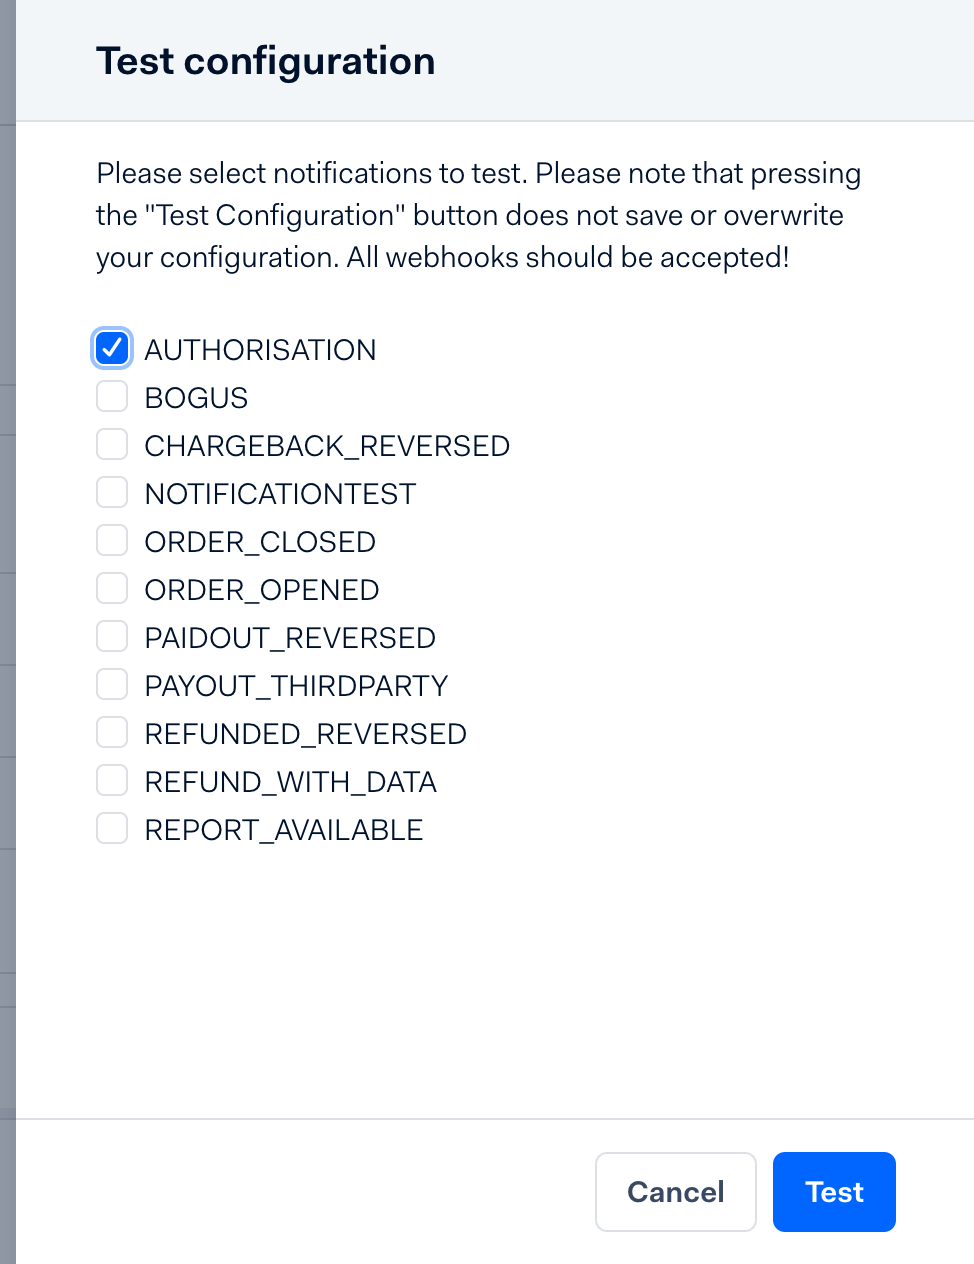 Test configuration
Please select notifications to test. Please note that pressing
the "Test Configuration" button does not save or overwrite
your configuration. All webhooks should be accepted!
AUTHORISATION
BOGUS
CHARGEBACK_REVERSED
NOTIFICATIONTEST
ORDER_CLOSED
ORDER_OPENED
PAIDOUT_REVERSED
PAYOUT_THIRDPARTY
REFUNDED_REVERSED
REFUND_WITH_DATA
REPORT_AVAILABLE
Cancel
Test